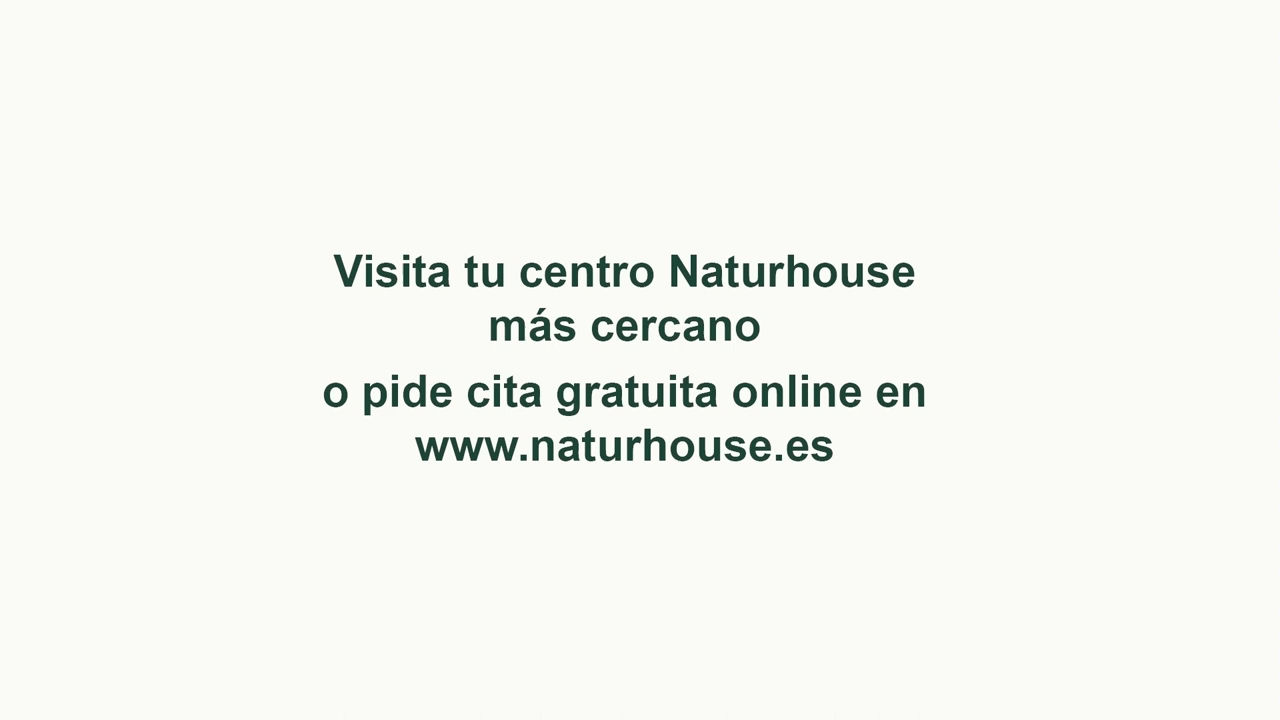 Visita tu centro Naturhouse
más cercano
o pide cita gratuita online en
www.naturhouse.es